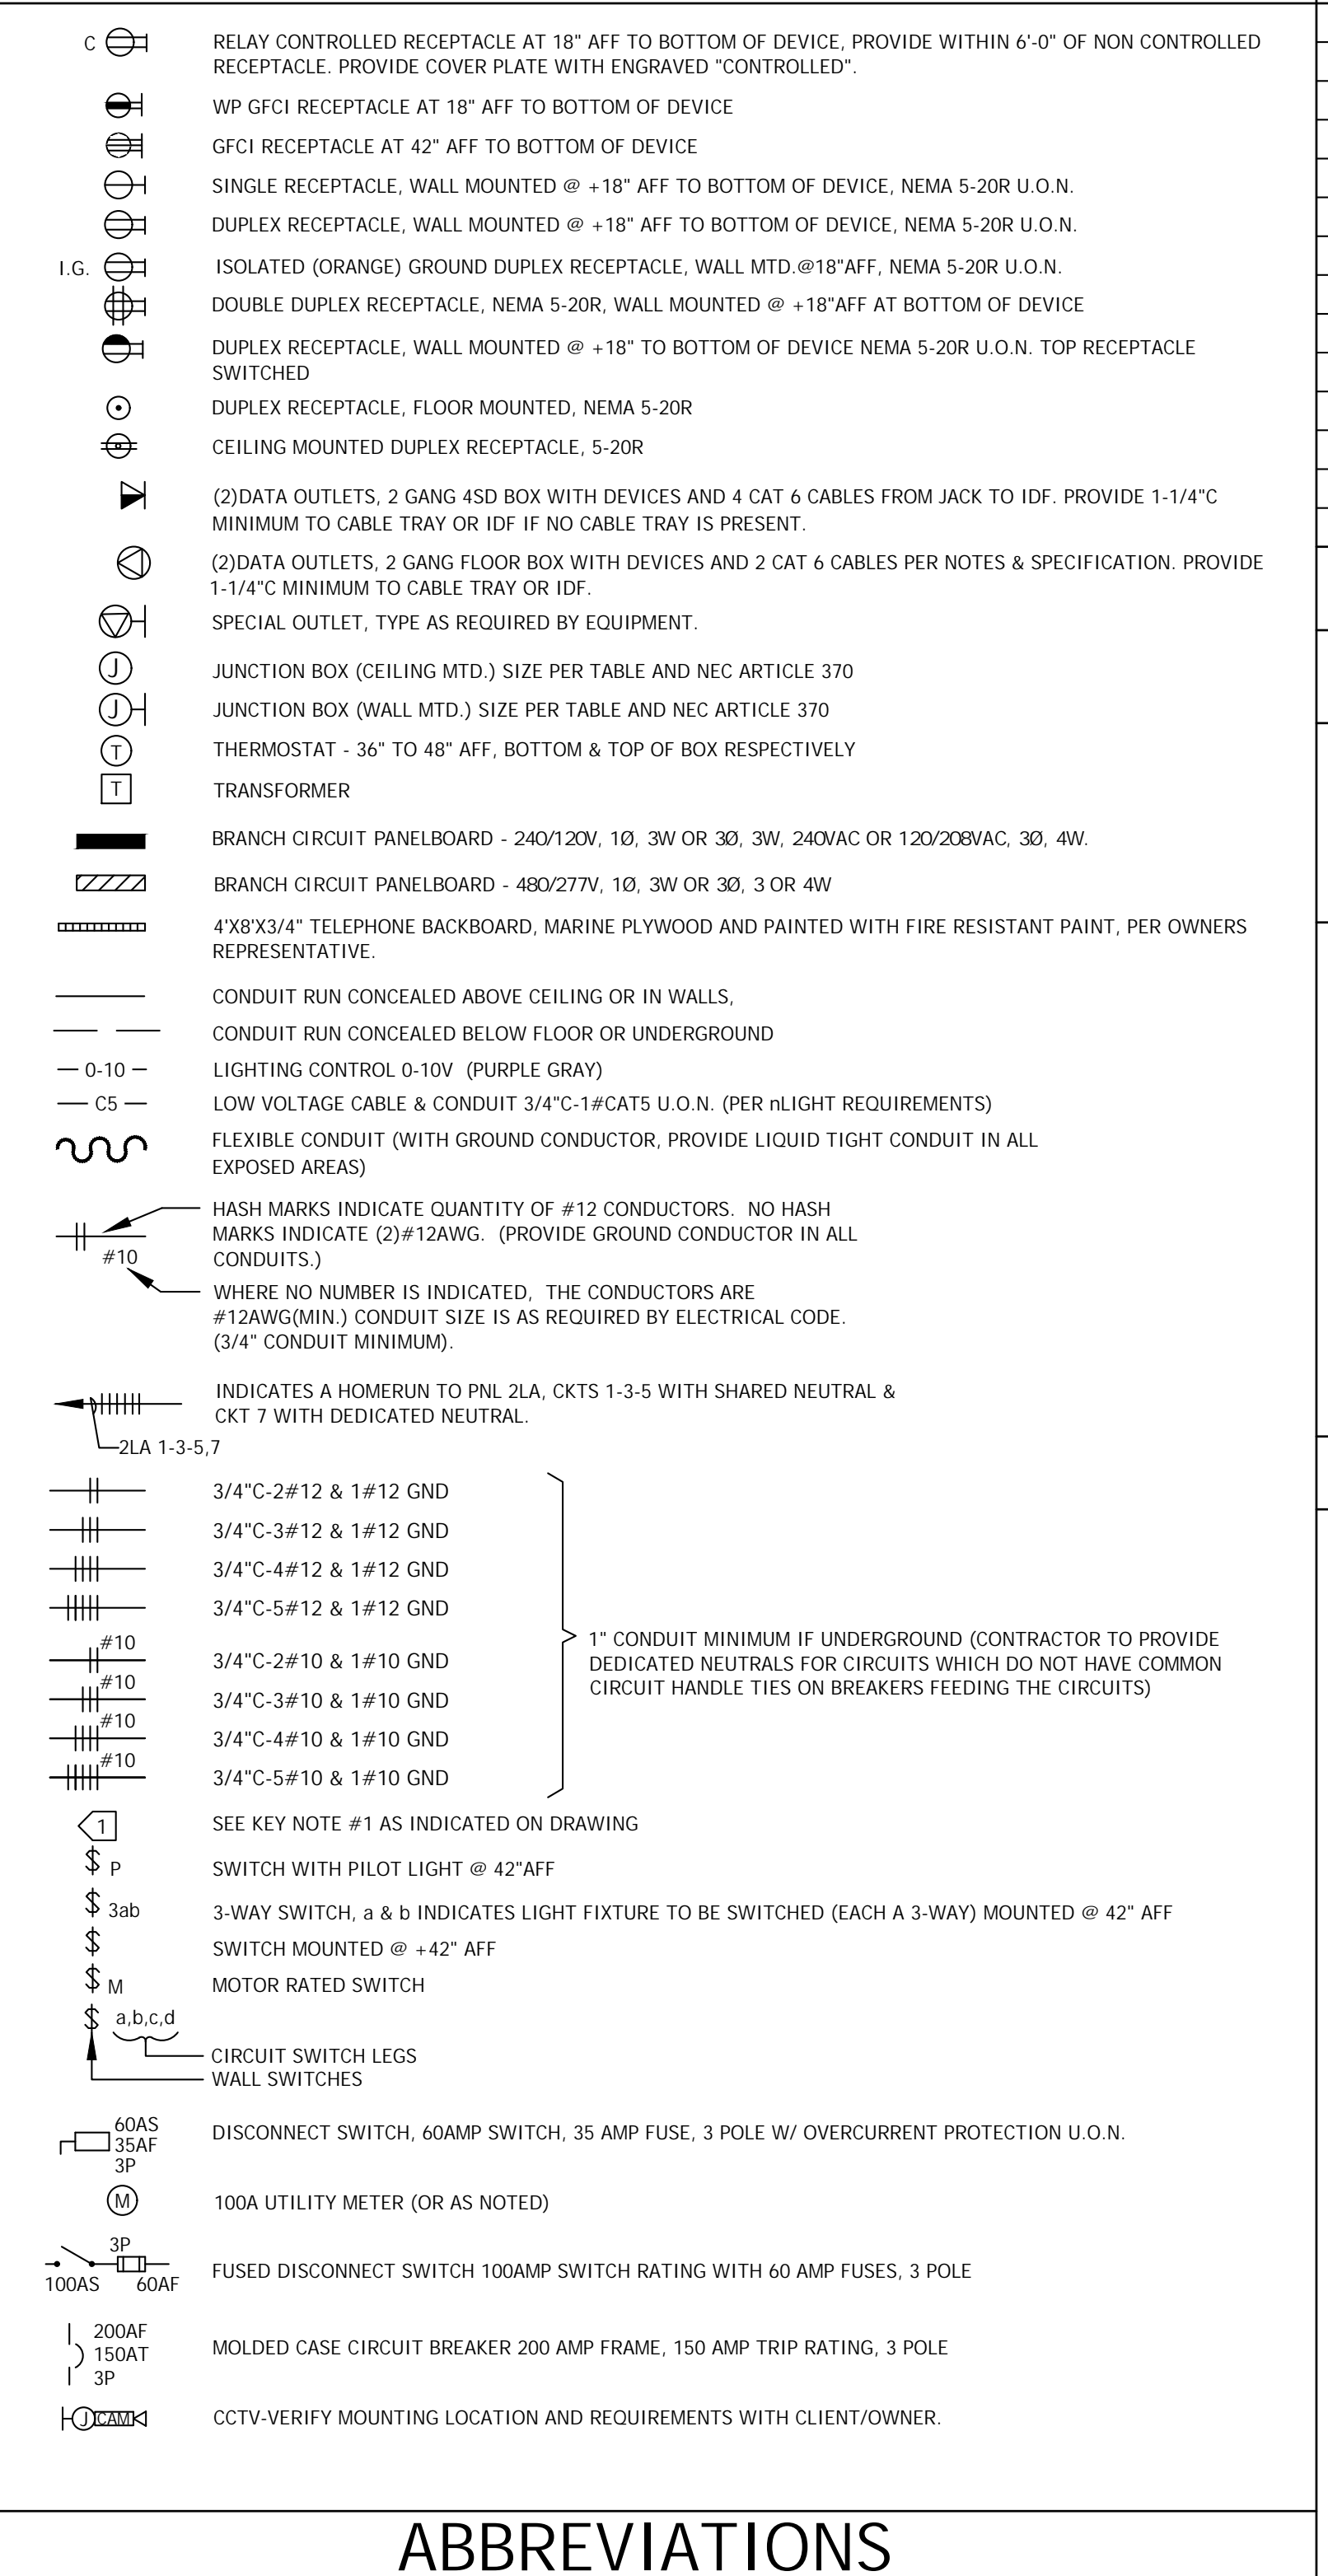 C
RELAY CONTROLLED RECEPTACLE AT 18" AFF TO BOTTOM OF DEVICE, PROVIDE WITHIN 6'-0" OF NON CONTROLLED
RECEPTACLE. PROVIDE COVER PLATE WITH ENGRAVED "CONTROLLED".
WP GFCI RECEPTACLE AT 18" AFF TO BOTTOM OF DEVICE
GFCI RECEPTACLE AT 42" AFF TO BOTTOM OF DEVICE
SINGLE RECEPTACLE, WALL MOUNTED @ +18" AFF TO BOTTOM OF DEVICE, NEMA 5-20R U.O.N.
DUPLEX RECEPTACLE, WALL MOUNTED @ +18" AFF TO BOTTOM OF DEVICE, NEMA 5-20R U.O.N.
I.G. ISOLATED (ORANGE) GROUND DUPLEX RECEPTACLE, WALL MTD.@18"AFF, NEMA 5-20R U.O.N.
DOUBLE DUPLEX RECEPTACLE, NEMA 5-20R, WALL MOUNTED @ +18"AFF AT BOTTOM OF DEVICE
DUPLEX RECEPTACLE, WALL MOUNTED @ +18" TO BOTTOM OF DEVICE NEMA 5-20R U.O.N. TOP RECEPTACLE
SWITCHED
DUPLEX RECEPTACLE, FLOOR MOUNTED, NEMA 5-20R
CEILING MOUNTED DUPLEX RECEPTACLE, 5-20R
(2)DATA OUTLETS, 2 GANG 4SD BOX WITH DEVICES AND 4 CAT 6 CABLES FROM JACK TO IDF. PROVIDE 1-1/4"C
MINIMUM TO CABLE TRAY OR IDF IF NO CABLE TRAY IS PRESENT.
(2)DATA OUTLETS, 2 GANG FLOOR BOX WITH DEVICES AND 2 CAT 6 CABLES PER NOTES & SPECIFICATION. PROVIDE
1-1/4"C MINIMUM TO CABLE TRAY OR IDF.
SPECIAL OUTLET, TYPE AS REQUIRED BY EQUIPMENT.
J JUNCTION BOX (CEILING MTD.) SIZE PER TABLE AND NEC ARTICLE 370
J JUNCTION BOX (WALL MTD.) SIZE PER TABLE AND NEC ARTICLE 370
T THERMOSTAT - 36" TO 48" AFF, BOTTOM & TOP OF BOX RESPECTIVELY
T TRANSFORMER
BRANCH CIRCUIT PANELBOARD - 240/120V, 1Ø, 3W OR 3Ø, 3W, 240VAC OR 120/208VAC, 3Ø, 4W.
BRANCH CIRCUIT PANELBOARD - 480/277V, 1Ø, 3W OR 3Ø, 3 OR 4W
4'X8'X3/4" TELEPHONE BACKBOARD, MARINE PLYWOOD AND PAINTED WITH FIRE RESISTANT PAINT, PER OWNERS
REPRESENTATIVE.
CONDUIT RUN CONCEALED ABOVE CEILING OR IN WALLS,
CONDUIT RUN CONCEALED BELOW FLOOR OR UNDERGROUND
0-10 LIGHTING CONTROL 0-10V (PURPLE GRAY)
C5 LOW VOLTAGE CABLE & CONDUIT 3/4"C-1#CAT5 U.O.N. (PER nLIGHT REQUIREMENTS)
FLEXIBLE CONDUIT (WITH GROUND CONDUCTOR, PROVIDE LIQUID TIGHT CONDUIT IN ALL
EXPOSED AREAS)
HASH MARKS INDICATE QUANTITY OF #12 CONDUCTORS. NO HASH
MARKS INDICATE (2)#12AWG. (PROVIDE GROUND CONDUCTOR IN ALL
CONDUITS.)
#10
WHERE NO NUMBER IS INDICATED, THE CONDUCTORS ARE
#12AWG(MIN.) CONDUIT SIZE IS AS REQUIRED BY ELECTRICAL CODE.
(3/4" CONDUIT MINIMUM).
INDICATES A HOMERUN TO PNL 2LA, CKTS 1-3-5 WITH SHARED NEUTRAL &
CKT 7 WITH DEDICATED NEUTRAL.
2LA 1-3-5,7
3/4"C-2#12 & 1#12 GND
3/4"C-3#12 & 1#12 GND
3/4"C-4#12 & 1#12 GND
3/4"C-5#12 & 1#12 GND
#10
3/4"C-2#10 & 1#10 GND
#10
3/4"C-3#10 & 1#10 GND
#10
3/4"C-4#10 & 1#10 GND
#10
3/4"C-5#10 & 1#10 GND
1" CONDUIT MINIMUM IF UNDERGROUND (CONTRACTOR TO PROVIDE
DEDICATED NEUTRALS FOR CIRCUITS WHICH DO NOT HAVE COMMON
CIRCUIT HANDLE TIES ON BREAKERS FEEDING THE CIRCUITS)
1 SEE KEY NOTE #1 AS INDICATED ON DRAWING
$ P SWITCH WITH PILOT LIGHT @ 42"AFF
$ 3ab 3-WAY SWITCH, a & b INDICATES LIGHT FIXTURE TO BE SWITCHED (EACH A 3-WAY) MOUNTED @ 42" AFF
$ SWITCH MOUNTED @ +42" AFF
$ M MOTOR RATED SWITCH
$ a,b,c,d
CIRCUIT SWITCH LEGS
WALL SWITCHES
60AS
35AF
3P
DISCONNECT SWITCH, 60AMP SWITCH, 35 AMP FUSE, 3 POLE W/ OVERCURRENT PROTECTION U.O.N.
M 100A UTILITY METER (OR AS NOTED)
3P
100AS 60AF
FUSED DISCONNECT SWITCH 100AMP SWITCH RATING WITH 60 AMP FUSES, 3 POLE
200AF
150AT
3P
MOLDED CASE CIRCUIT BREAKER 200 AMP FRAME, 150 AMP TRIP RATING, 3 POLE
J CAM CCTV-VERIFY MOUNTING LOCATION AND REQUIREMENTS WITH CLIENT/OWNER.
ABBREVIATIONS